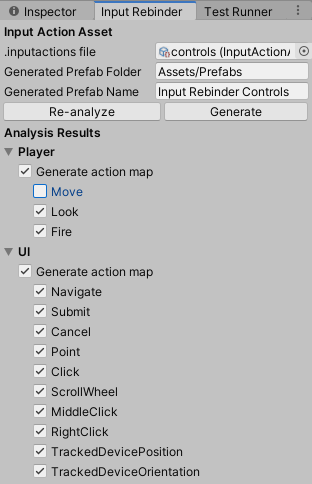 Inspector Input Rebinder Test Runner
Input Action Asset
.inputactions file controls (InputActionA
Generated Prefab Folder Assets/Prefabs
Generated Prefab Name Input Rebinder Controls
Re-analyze Generate
Analysis Results
Player
Generate action map
Move
Look
Fire
UI
Generate action map
Navigate
Submit
Cancel
Point
Click
ScrollWheel
MiddleClick
RightClick
TrackedDevicePosition
TrackedDeviceOrientation